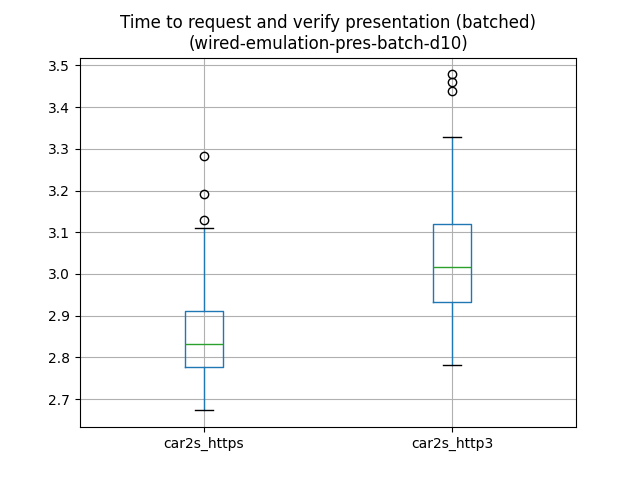 Time to request and verify presentation (batched)
(wired-emulation-pres-batch-d10)
3.5
3.4
3.3
3.2
3.1
3.0
2.9
2.8
2.7
car2s_https
car2s_http3